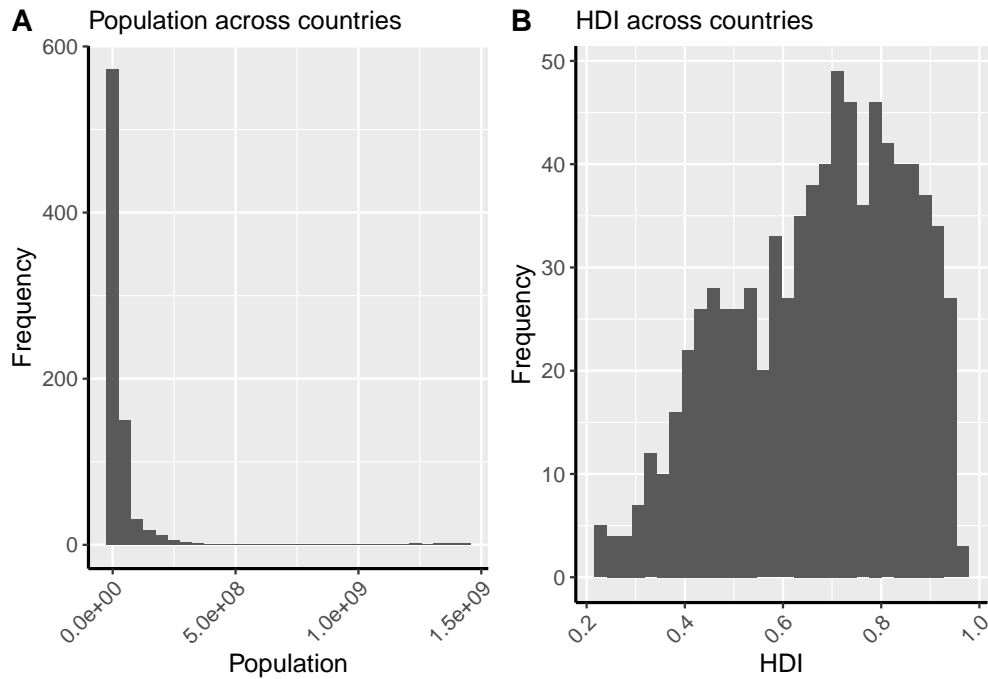 A Population across countries
600
400
200
0
Frequency
0.0e+00
5.0e+08
1.0e+09
1.5e+09
Population
B HDI across countries
50
40
30
20
10
0
Frequency
0.2
0.4
0.6
0.8
1.0
HDI